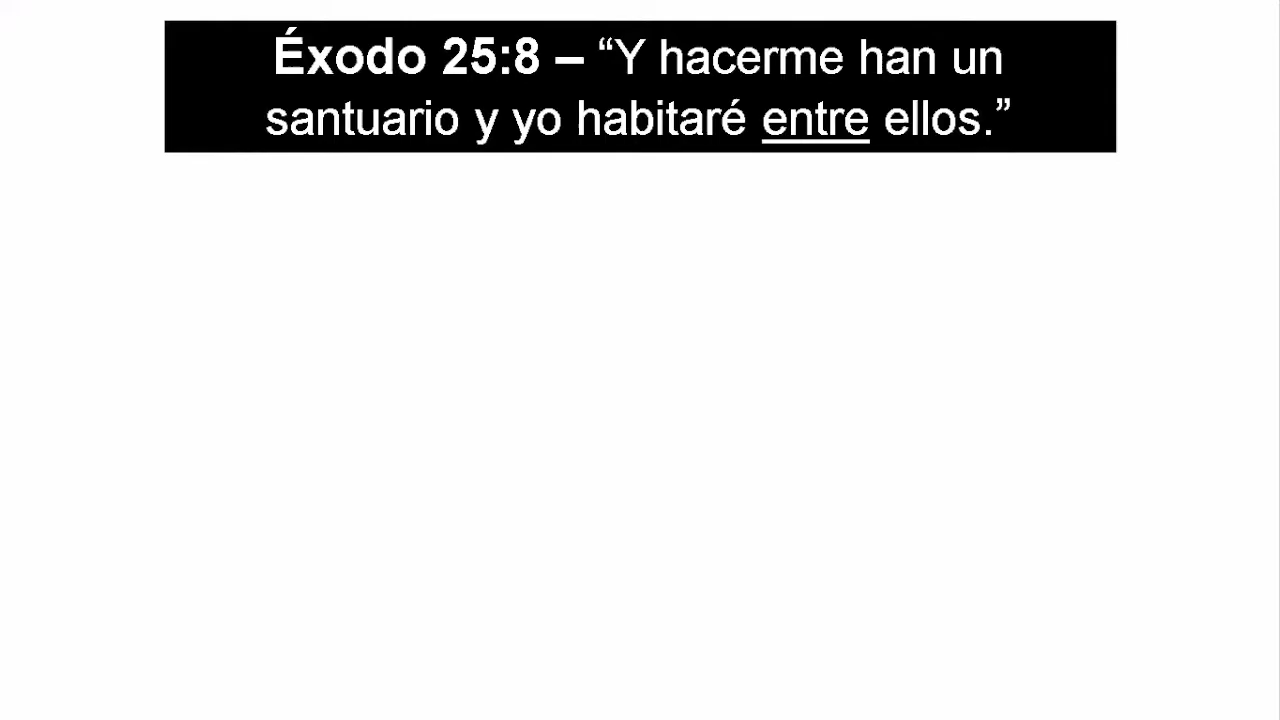 Éxodo 25:8 – “Y hacerme han un
santuario y yo habitaré entre ellos.”